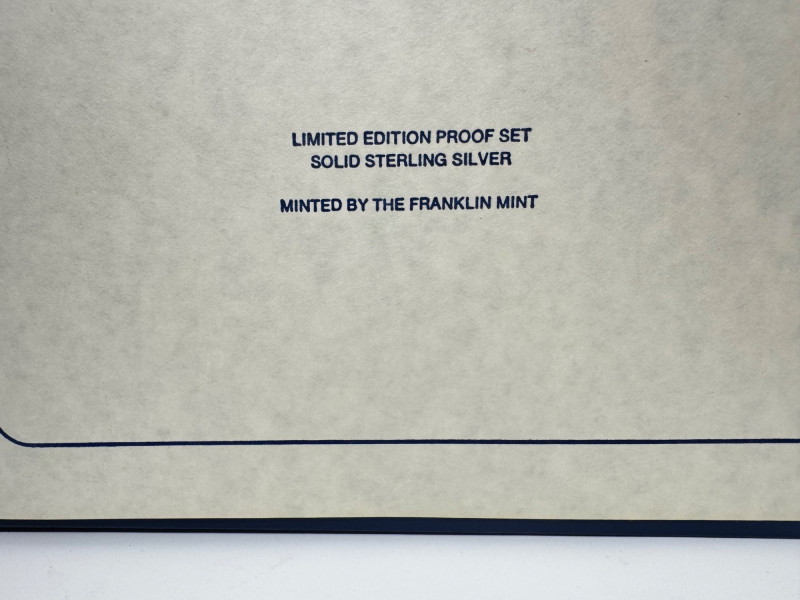 LIMITED EDITION PROOF SET
SOLID STERLING SILVER
MINTED BY THE FRANKLIN MINT